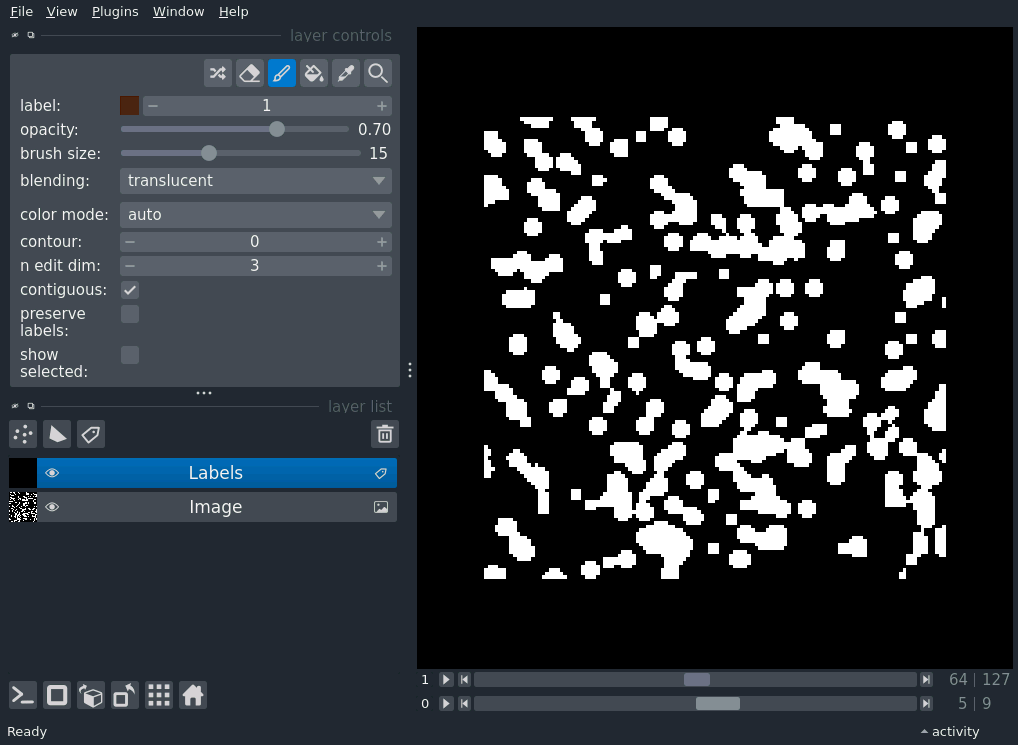 File View Plugins Window Help
layer controls
label: 1
opacity: 0.70
brush size: 15
blending: translucent
color mode: auto
contour: 0
n edit dim: 3
contiguous:
preserve
labels:
show
selected:
layer list
Labels
Image
1 64 | 127
0 5 | 9
Ready activity